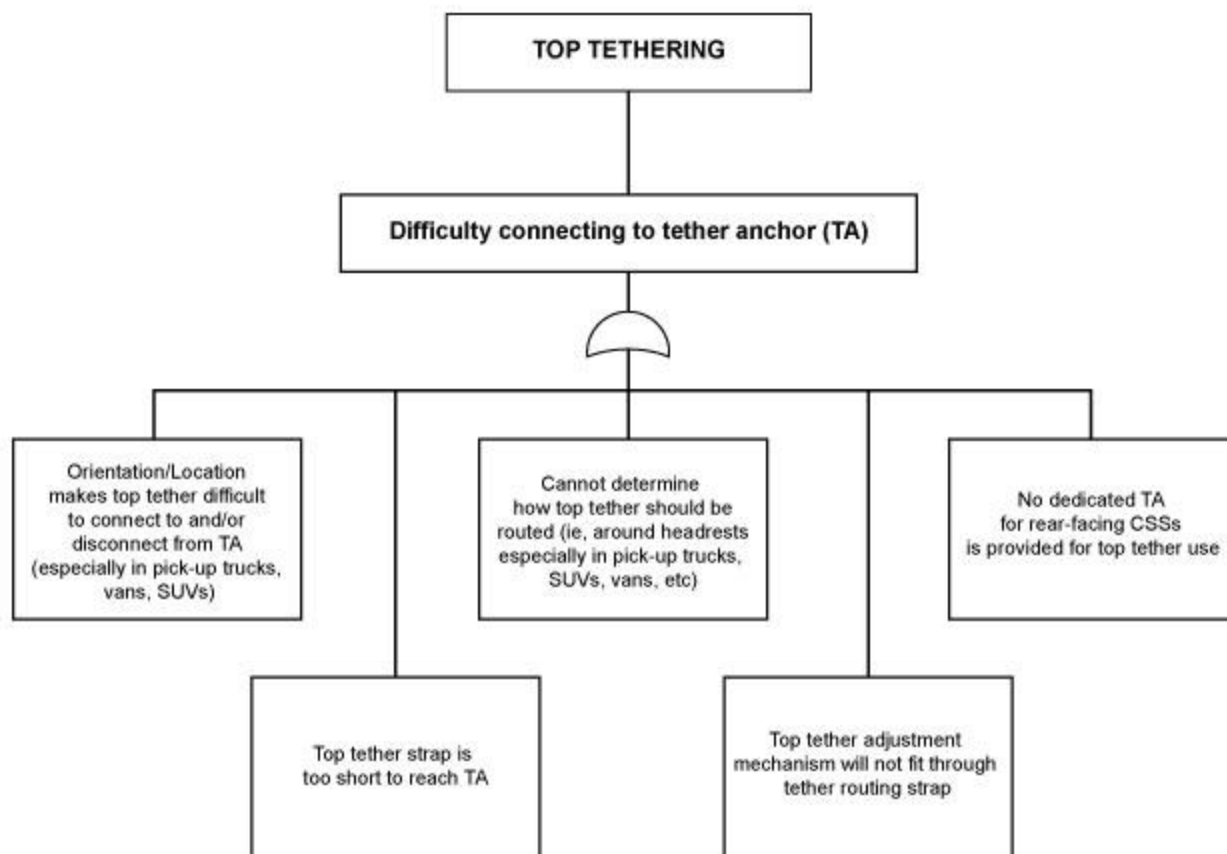 TOP TETHERING
Difficulty connecting to tether anchor (TA)
Orientation/Location
makes top tether difficult
to connect to and/or
disconnect from TA
(especially in pick-up trucks,
vans, SUVs)
Cannot determine
how top tether should be
routed (ie, around headrests
especially in pick-up trucks,
SUVs, vans, etc)
No dedicated TA
for rear-facing CSSs
is provided for top tether use
Top tether strap is
too short to reach TA
Top tether adjustment
mechanism will not fit through
tether routing strap